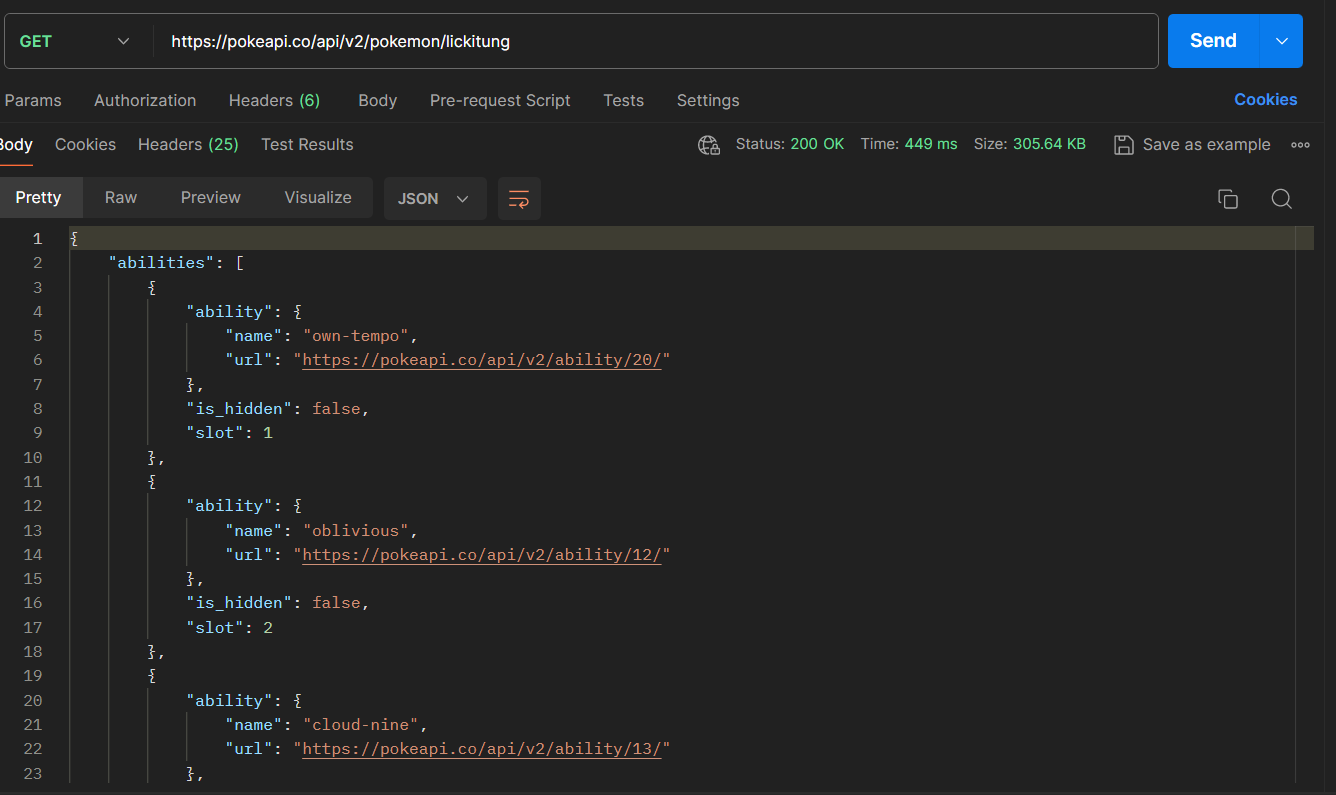 GET https://pokeapi.co/api/v2/pokemon/lickitung Send
Params Authorization Headers (6) Body Pre-request Script Tests Settings Cookies
Body Cookies Headers (25) Test Results Status: 200 OK Time: 449 ms Size: 305.64 KB Save as example
Pretty Raw Preview Visualize JSON
1 {
2 "abilities": [
3 {
4 "ability": {
5 "name": "own-tempo",
6 "url": "https://pokeapi.co/api/v2/ability/20/"
7 },
8 "is_hidden": false,
9 "slot": 1
10 },
11 {
12 "ability": {
13 "name": "oblivious",
14 "url": "https://pokeapi.co/api/v2/ability/12/"
15 },
16 "is_hidden": false,
17 "slot": 2
18 },
19 {
20 "ability": {
21 "name": "cloud-nine",
22 "url": "https://pokeapi.co/api/v2/ability/13/"
23 },